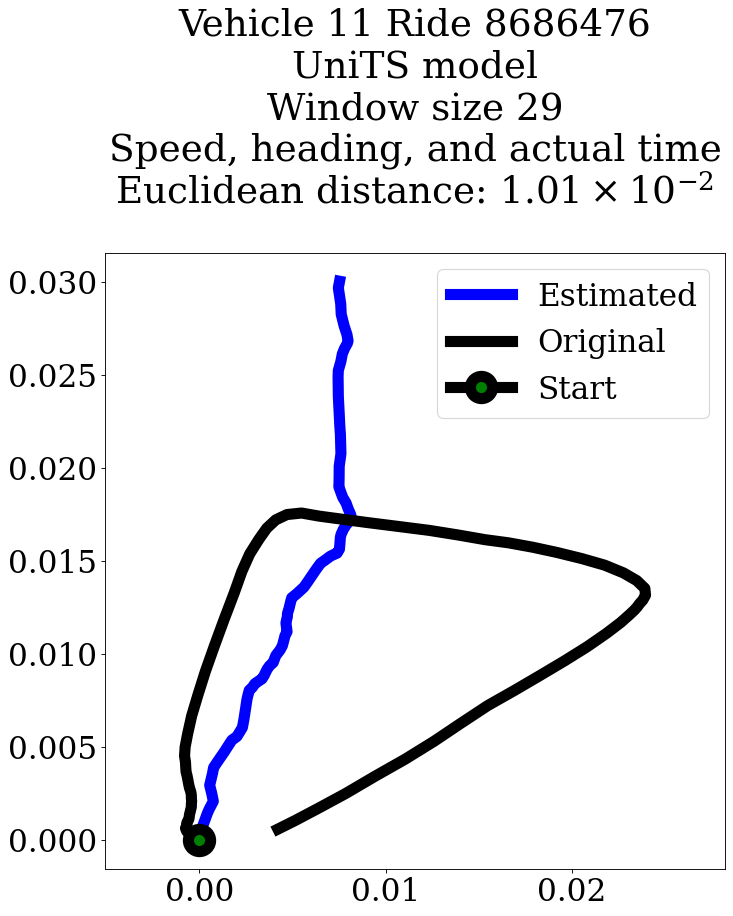 Vehicle 11 Ride 8686476
UniTS model
Window size 29
Speed, heading, and actual time
Euclidean distance: 1.01 × 10⁻²
0.030
0.025
0.020
0.015
0.010
0.005
0.000
Estimated
Original
Start
0.00 0.01 0.02